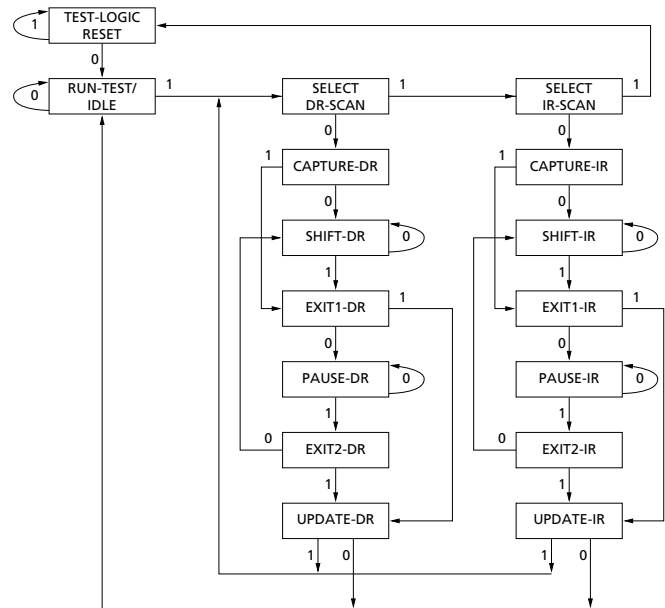 TEST-LOGIC
RESET
1
0
RUN-TEST/
IDLE
0
1
SELECT
DR-SCAN
1
SELECT
IR-SCAN
1
0
0
1
CAPTURE-DR
1
CAPTURE-IR
0
0
SHIFT-DR
0
SHIFT-IR
0
1
1
EXIT1-DR
1
EXIT1-IR
1
0
0
PAUSE-DR
0
PAUSE-IR
0
1
1
0
EXIT2-DR
0
EXIT2-IR
1
1
UPDATE-DR
UPDATE-IR
1
0
1
0